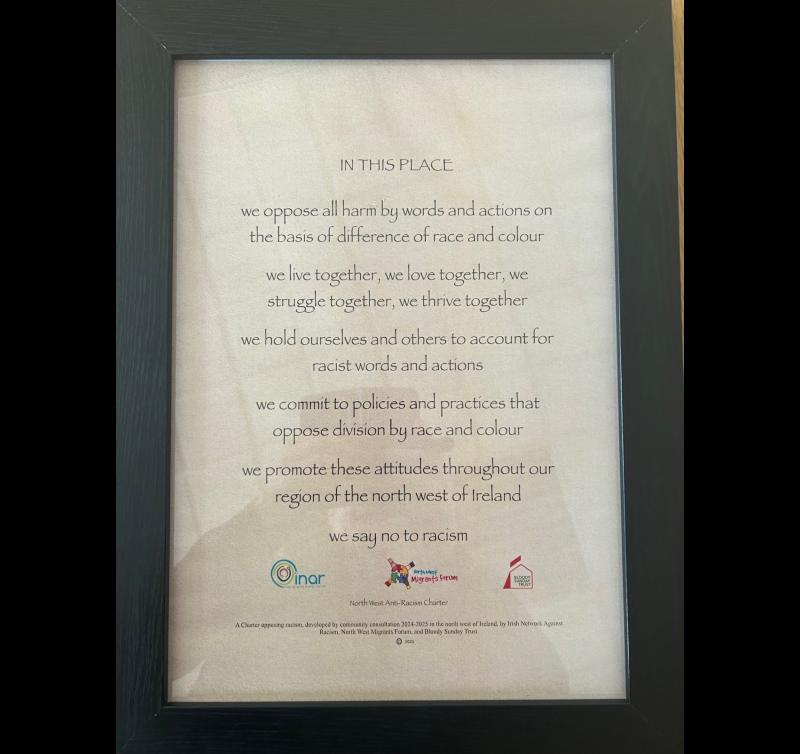 IN THIS PLACE
we oppose all harm by words and actions on
the basis of difference of race and colour
we live together, we love together, we
struggle together, we thrive together
we hold ourselves and others to account for
racist words and actions
we commit to policies and practices that
oppose division by race and colour
we promote these attitudes throughout our
region of the north west of Ireland
we say no to racism
inar
North West
Migrants Forum
BLOODY
SUNDAY
TRUST
North West Anti-Racism Charter
A Charter opposing racism, developed by community consultation 2024-2025 in the north west of Ireland, by Irish Network Against
Racism, North West Migrants Forum, and Bloody Sunday Trust.
© 2025